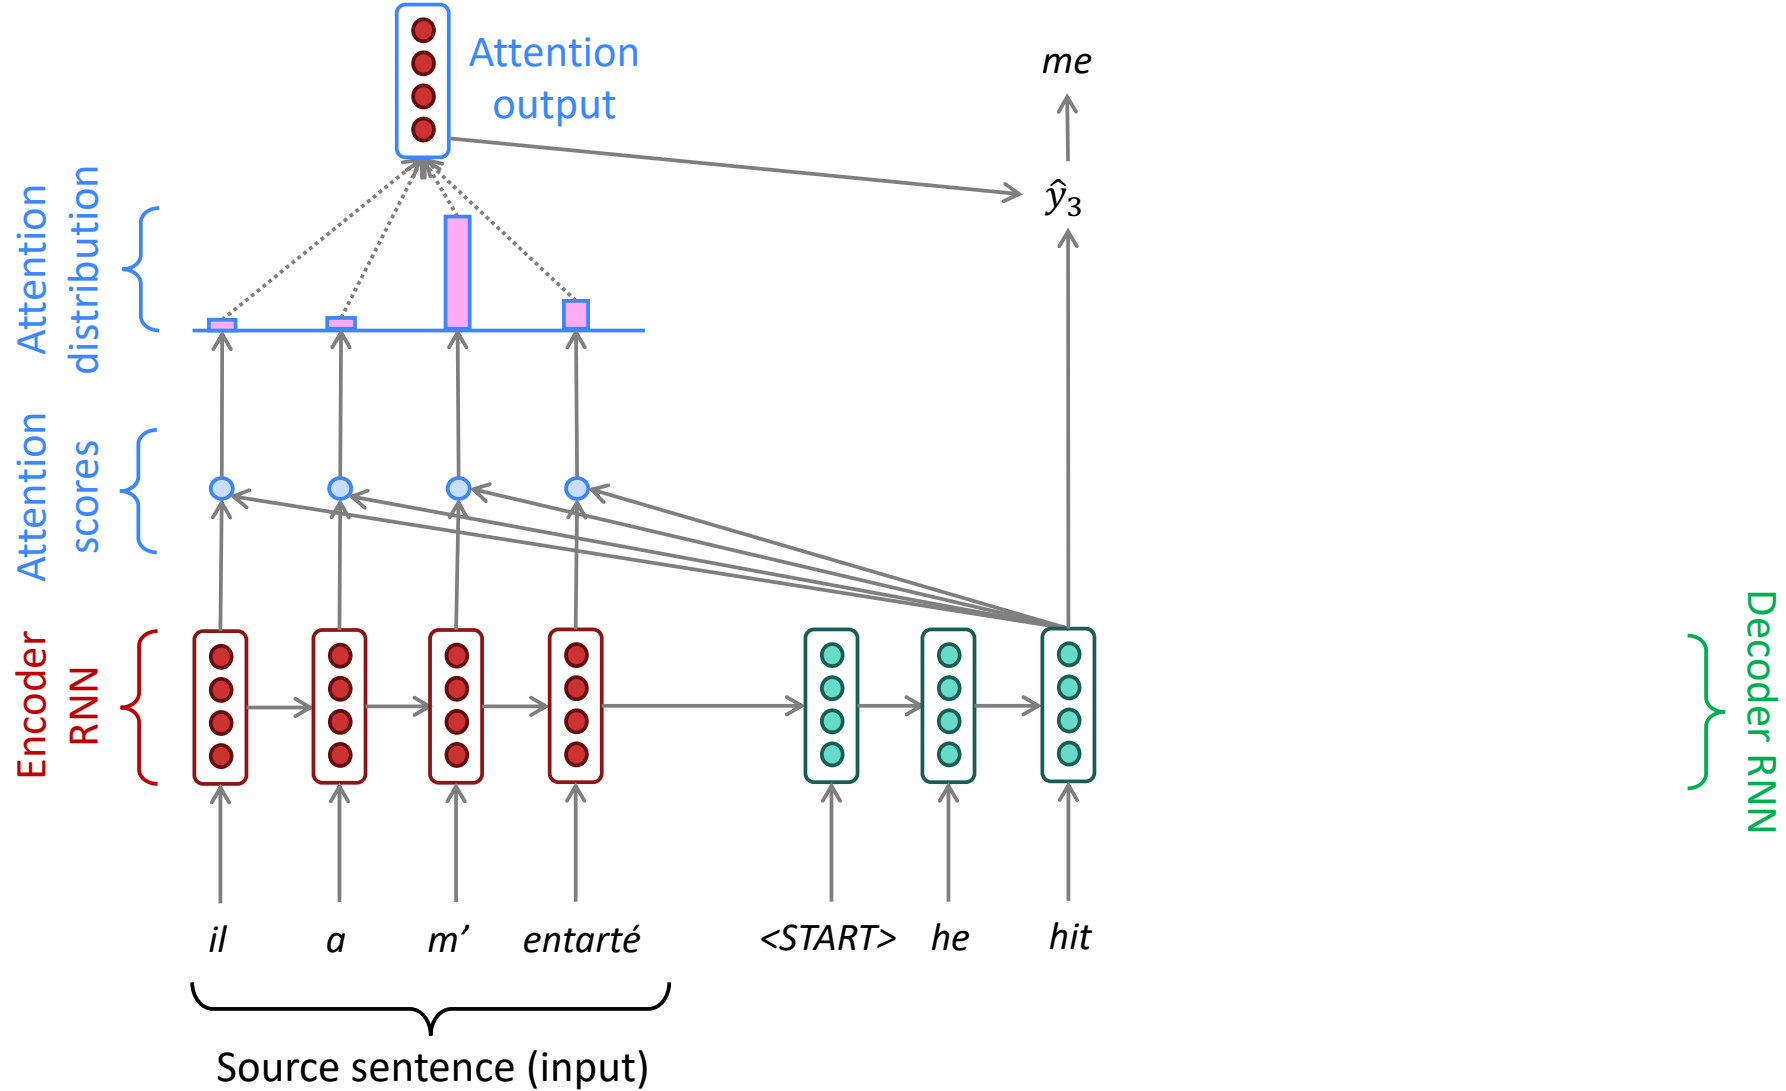 Attention
output
me
ŷ₃
Attention
distribution
Attention
scores
Encoder
RNN
Decoder RNN
il a m’ entarté <START> he hit
Source sentence (input)